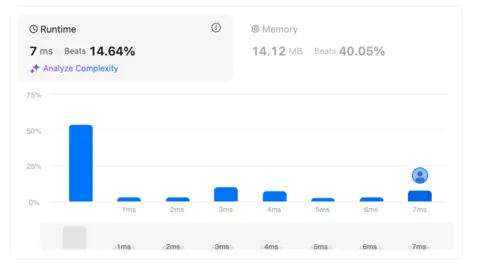 Runtime
7 ms Beats 14.64%
Analyze Complexity
Memory
14.12 MB Beats 40.05%
75%
50%
25%
0%
1ms 2ms 3ms 4ms 5ms 6ms 7ms
1ms 2ms 3ms 4ms 5ms 6ms 7ms